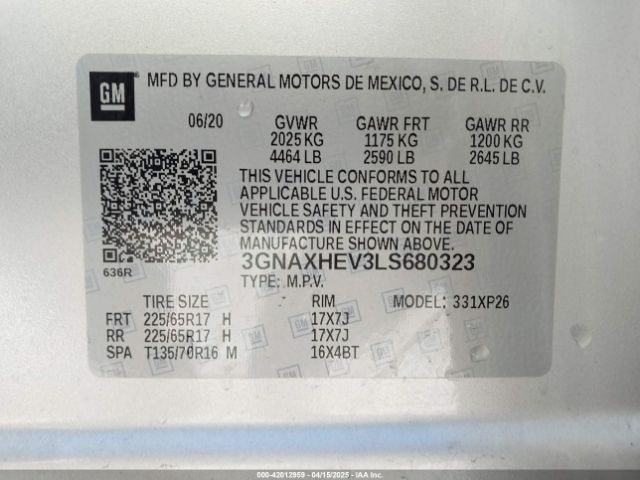 GM
MFD BY GENERAL MOTORS DE MEXICO, S. DE R.L. DE C.V.
06/20 GVWR GAWR FRT GAWR RR
2025 KG 1175 KG 1200 KG
4464 LB 2590 LB 2645 LB
THIS VEHICLE CONFORMS TO ALL
APPLICABLE U.S. FEDERAL MOTOR
VEHICLE SAFETY AND THEFT PREVENTION
STANDARDS IN EFFECT ON THE DATE OF
MANUFACTURE SHOWN ABOVE.
636R 3GNAXHEV3LS680323
TYPE: M.P.V.
TIRE SIZE RIM MODEL: 331XP26
FRT 225/65R17 H 17X7J
RR 225/65R17 H 17X7J
SPA T135/70R16 M 16X4BT
000-42012959 - 04/15/2025 - IAA Inc.